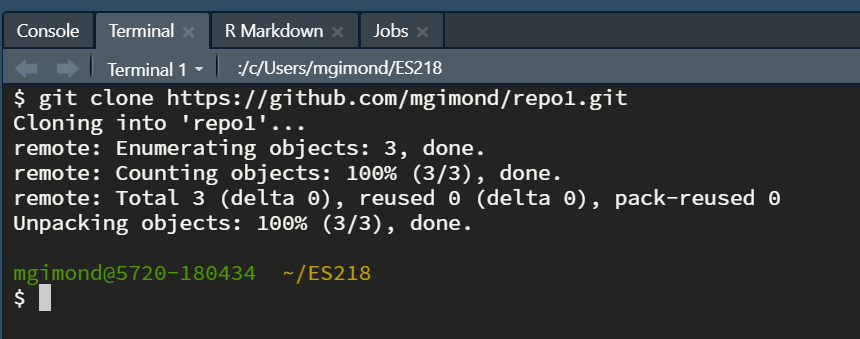 Console Terminal × R Markdown × Jobs ×
Terminal 1 :/c/Users/mgimond/ES218
$ git clone https://github.com/mgimond/repo1.git
Cloning into 'repo1'...
remote: Enumerating objects: 3, done.
remote: Counting objects: 100% (3/3), done.
remote: Total 3 (delta 0), reused 0 (delta 0), pack-reused 0
Unpacking objects: 100% (3/3), done.
mgimond@5720-180434 ~/ES218
$